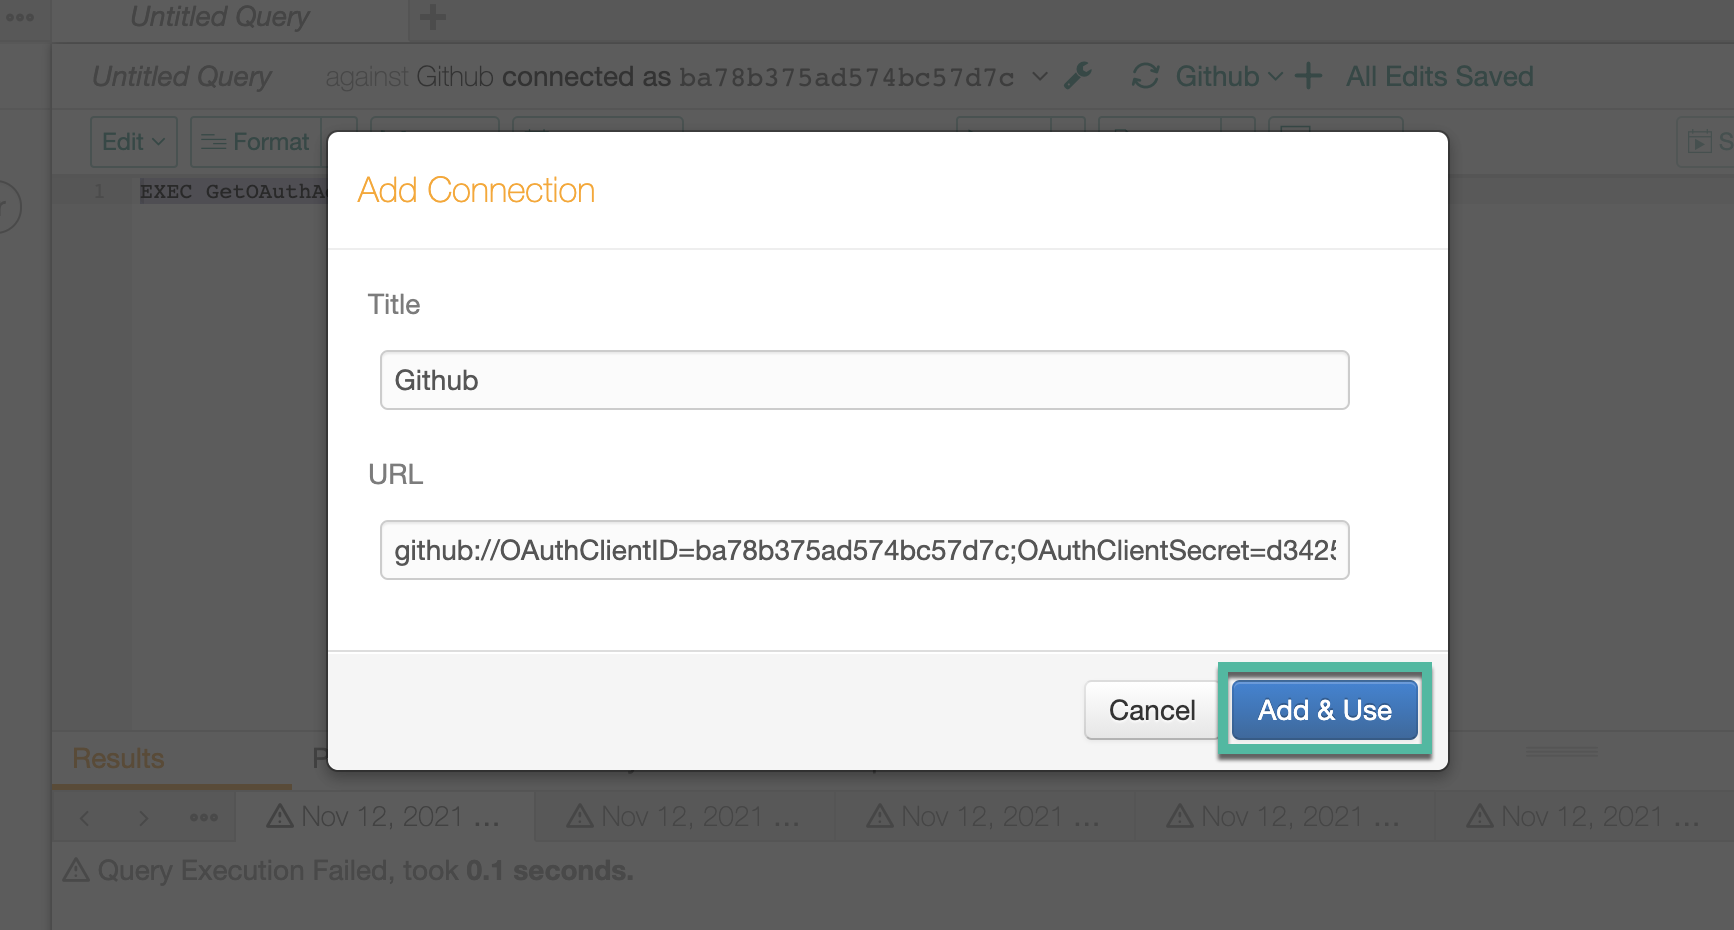 Untitled Query
Untitled Query against Github connected as ba78b375ad574bc57d7c Github All Edits Saved
Edit Format
1 EXEC GetOAuthA
Add Connection
Title
Github
URL
github://OAuthClientID=ba78b375ad574bc57d7c;OAuthClientSecret=d3425
Cancel Add & Use
Results
Nov 12, 2021 ... Nov 12, 2021 ... Nov 12, 2021 ... Nov 12, 2021 ... Nov 12, 2021 ...
Query Execution Failed, took 0.1 seconds.